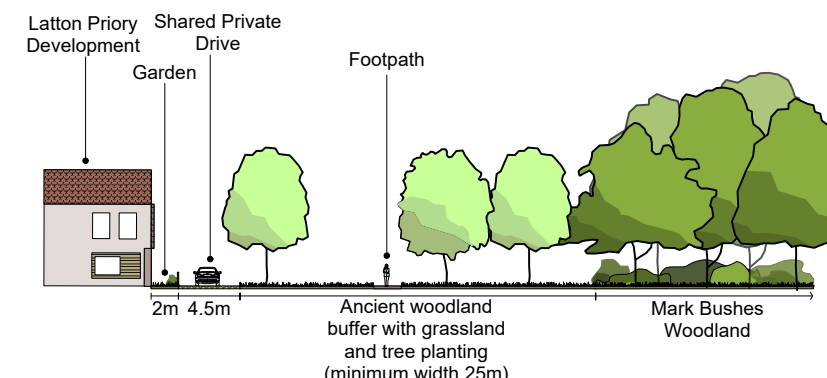 Latton Priory
Development
Shared Private
Drive
Garden
Footpath
2m
4.5m
Ancient woodland
buffer with grassland
and tree planting
(minimum width 25m)
Mark Bushes
Woodland